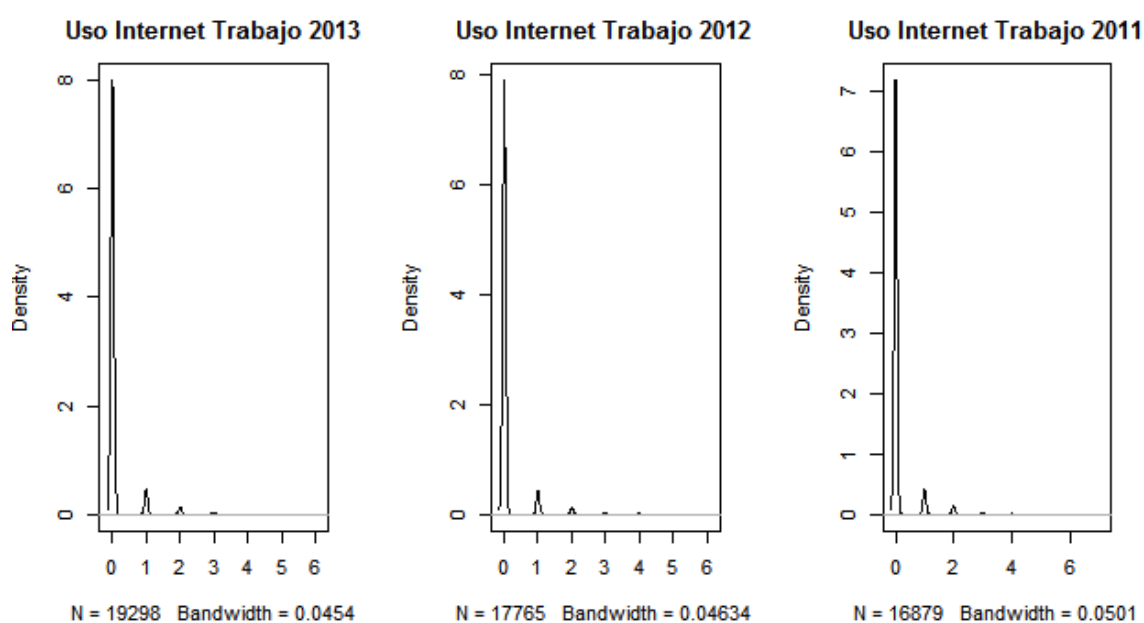 Uso Internet Trabajo 2013
Density
8
6
4
2
0
0 1 2 3 4 5 6
N = 19298 Bandwidth = 0.0454
Uso Internet Trabajo 2012
Density
8
6
4
2
0
0 1 2 3 4 5 6
N = 17765 Bandwidth = 0.04634
Uso Internet Trabajo 2011
Density
7
6
5
4
3
2
1
0
0 2 4 6
N = 16879 Bandwidth = 0.0501